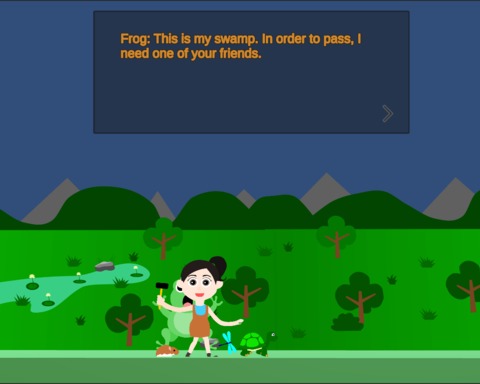 Frog: This is my swamp. In order to pass, I
need one of your friends.